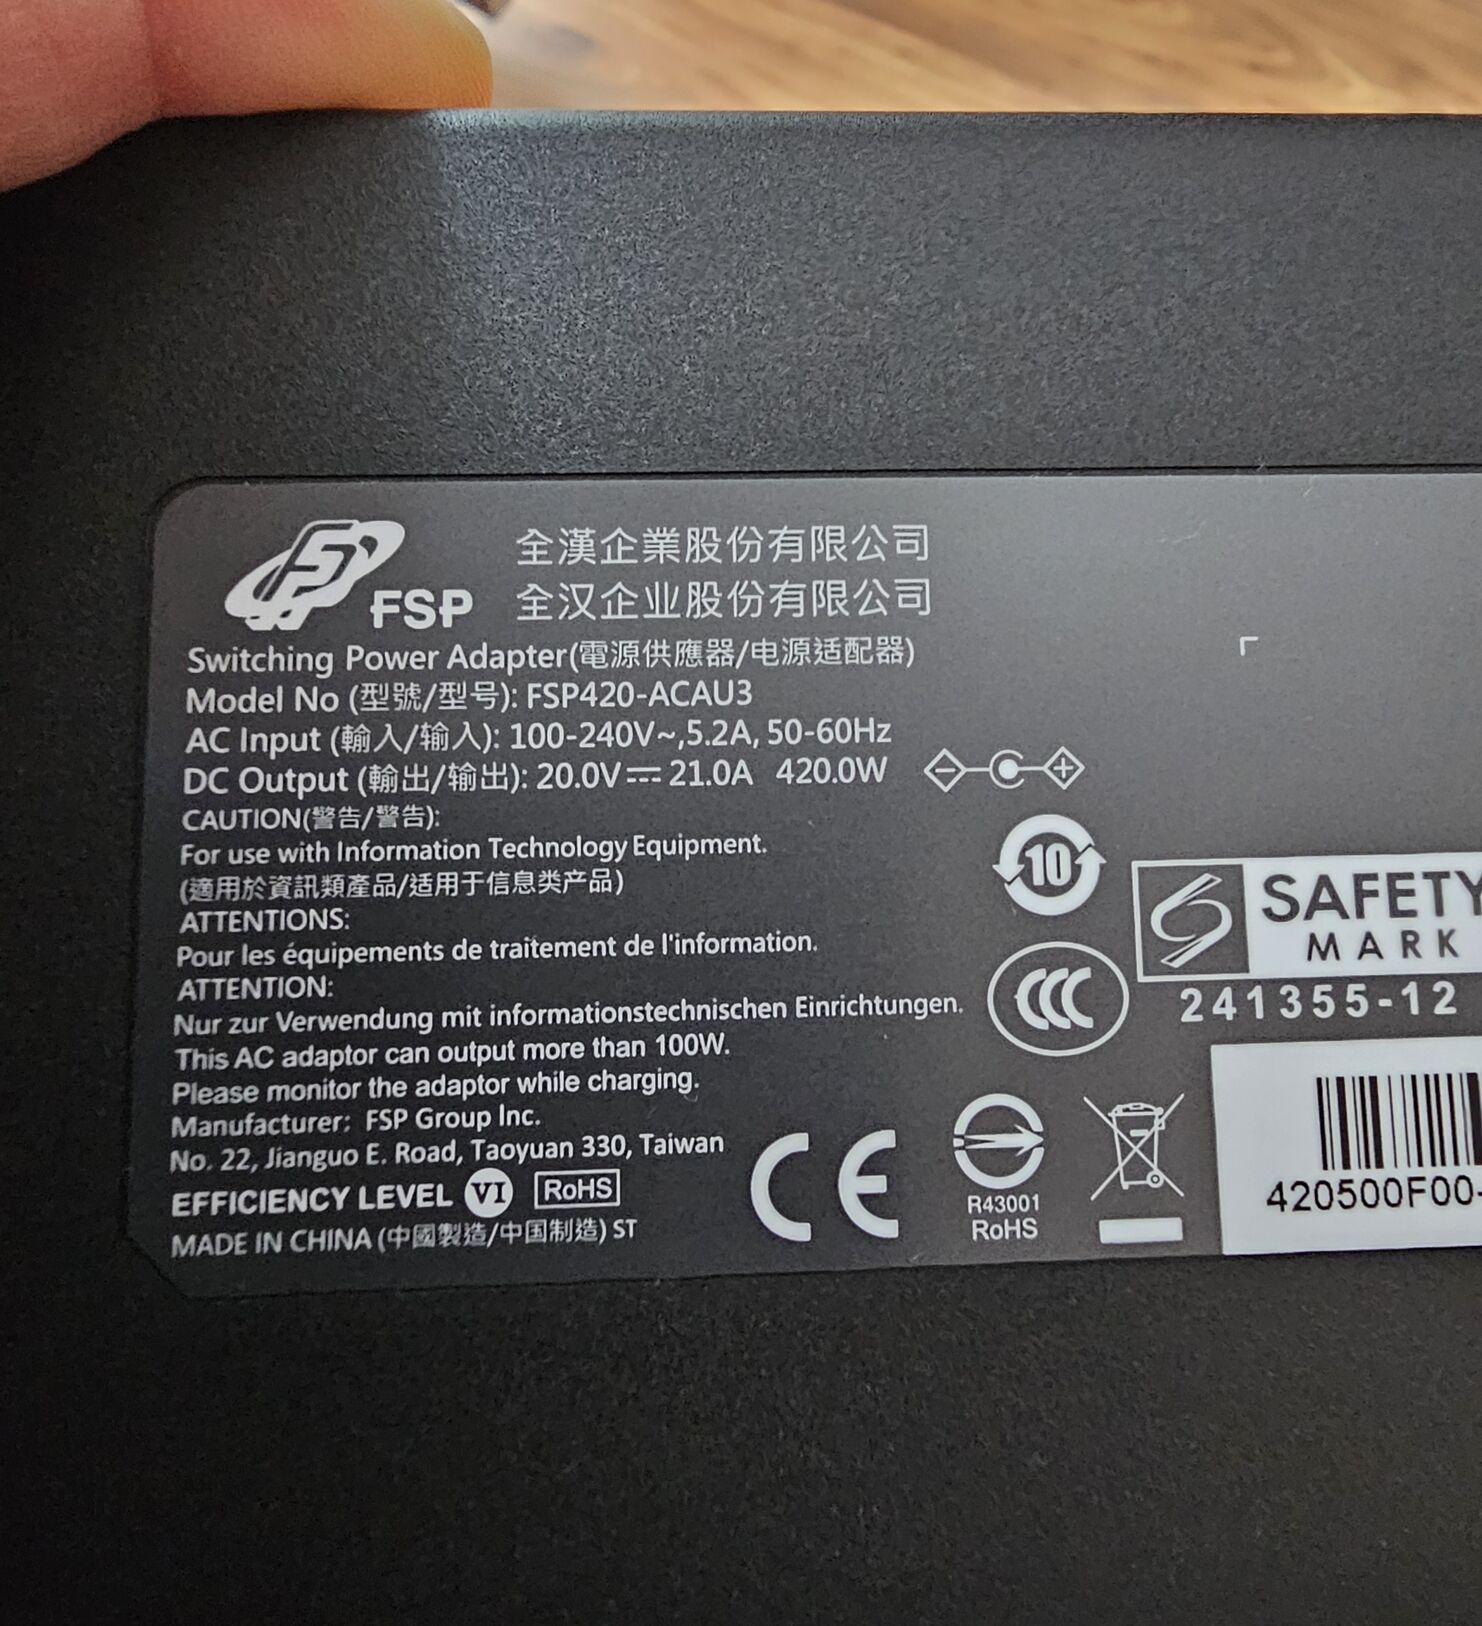 FSP
全漢企業股份有限公司
全汉企业股份有限公司
Switching Power Adapter(電源供應器/电源适配器)
Model No (型號/型号): FSP420-ACAU3
AC Input (輸入/输入): 100-240V~,5.2A, 50-60Hz
DC Output (輸出/输出): 20.0V⎓21.0A 420.0W
CAUTION(警告/警告):
For use with Information Technology Equipment.
(適用於資訊類產品/适用于信息类产品)
ATTENTIONS:
Pour les équipements de traitement de l'information.
ATTENTION:
Nur zur Verwendung mit informationstechnischen Einrichtungen.
This AC adaptor can output more than 100W.
Please monitor the adaptor while charging.
Manufacturer: FSP Group Inc.
No. 22, Jianguo E. Road, Taoyuan 330, Taiwan
EFFICIENCY LEVEL VI RoHS
MADE IN CHINA (中國製造/中国制造) ST
10
CCC
CE
R43001
RoHS
SAFETY
MARK
241355-12
420500F00-